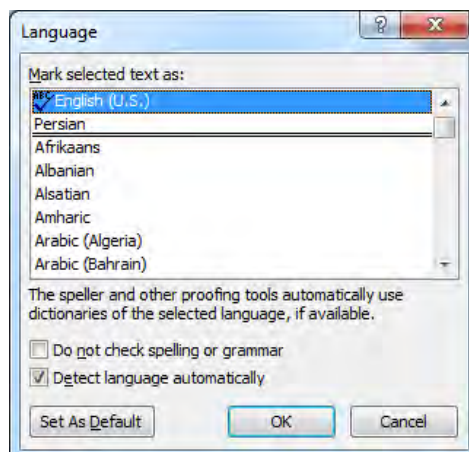 Language
Mark selected text as:
ABC English (U.S.)
Persian
Afrikaans
Albanian
Alsatian
Amharic
Arabic (Algeria)
Arabic (Bahrain)
The speller and other proofing tools automatically use
dictionaries of the selected language, if available.
Do not check spelling or grammar
Detect language automatically
Set As Default OK Cancel